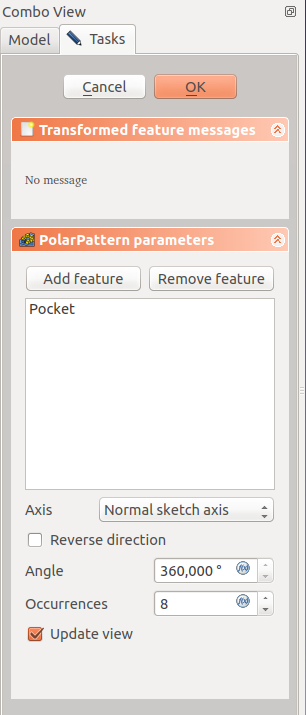 Combo View
Model
Tasks
Cancel
OK
Transformed feature messages
No message
PolarPattern parameters
Add feature
Remove feature
Pocket
Axis
Normal sketch axis
Reverse direction
Angle
360,000 °
f(x)
Occurrences
8
f(x)
Update view